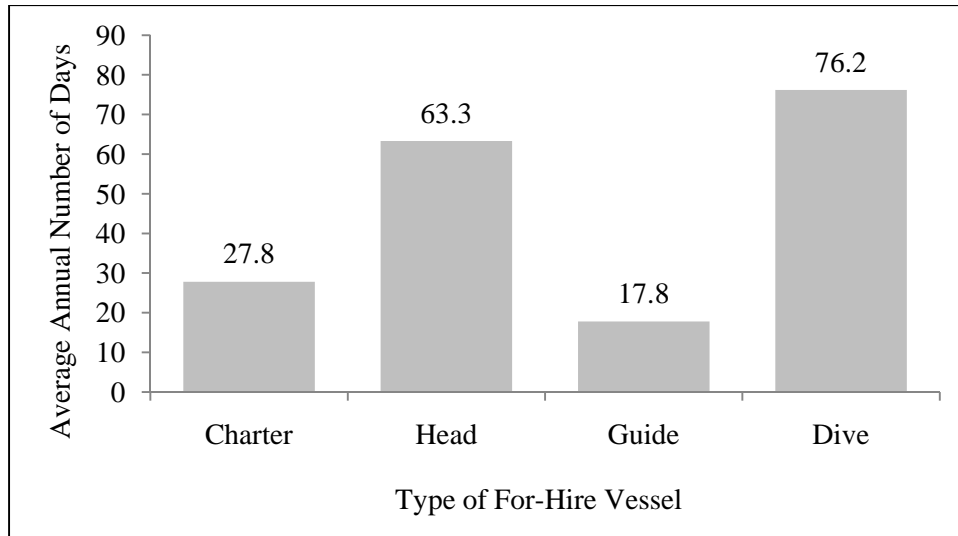 Average Annual Number of Days
90
80
70
60
50
40
30
20
10
0
27.8
63.3
17.8
76.2
Charter
Head
Guide
Dive
Type of For-Hire Vessel